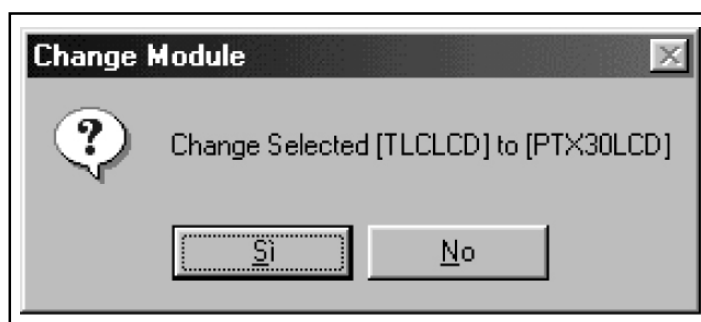 Change Module
Change Selected [TLCLCD] to [PTX30LCD]
Sì
No